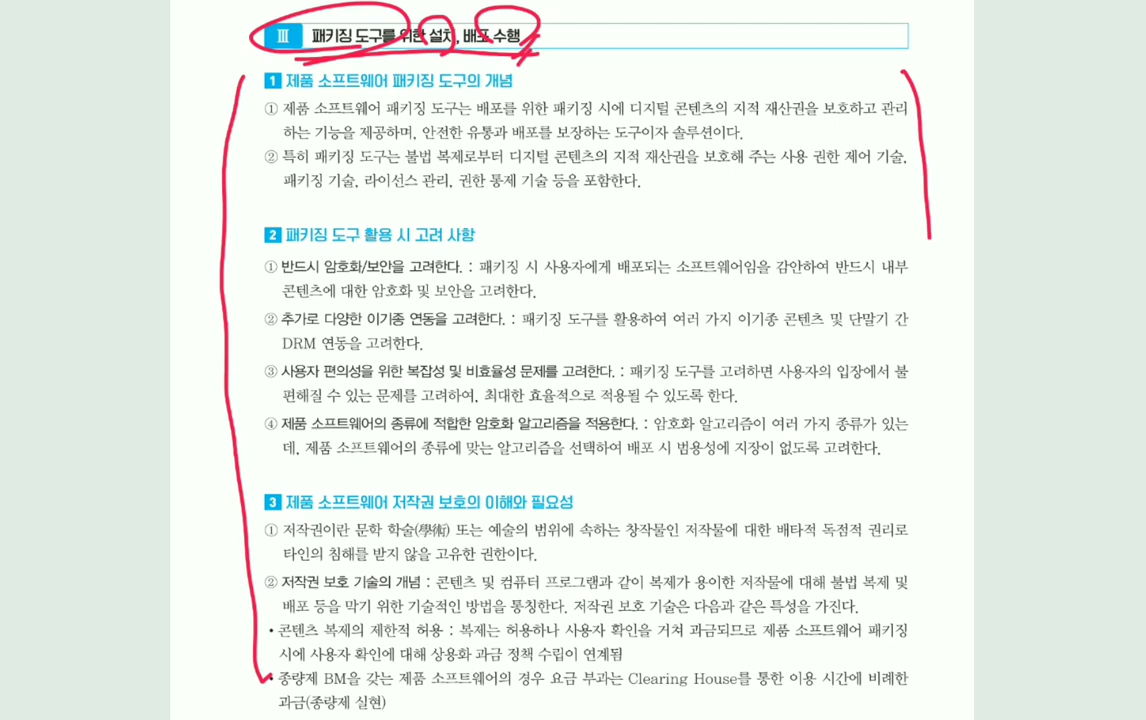 Ⅲ 패키징 도구를 위한 설치, 배포 수행
1 제품 소프트웨어 패키징 도구의 개념
① 제품 소프트웨어 패키징 도구는 배포를 위한 패키징 시에 디지털 콘텐츠의 지적 재산권을 보호하고 관리
하는 기능을 제공하며, 안전한 유통과 배포를 보장하는 도구이자 솔루션이다.
② 특히 패키징 도구는 불법 복제로부터 디지털 콘텐츠의 지적 재산권을 보호해 주는 사용 권한 제어 기술,
패키징 기술, 라이선스 관리, 권한 통제 기술 등을 포함한다.
2 패키징 도구 활용 시 고려 사항
① 반드시 암호화/보안을 고려한다. : 패키징 시 사용자에게 배포되는 소프트웨어임을 감안하여 반드시 내부
콘텐츠에 대한 암호화 및 보안을 고려한다.
② 추가로 다양한 이기종 연동을 고려한다. : 패키징 도구를 활용하여 여러 가지 이기종 콘텐츠 및 단말기 간
DRM 연동을 고려한다.
③ 사용자 편의성을 위한 복잡성 및 비효율성 문제를 고려한다. : 패키징 도구를 고려하면 사용자의 입장에서 불
편해질 수 있는 문제를 고려하여, 최대한 효율적으로 적용될 수 있도록 한다.
④ 제품 소프트웨어의 종류에 적합한 암호화 알고리즘을 적용한다. : 암호화 알고리즘이 여러 가지 종류가 있는
데, 제품 소프트웨어의 종류에 맞는 알고리즘을 선택하여 배포 시 범용성에 지장이 없도록 고려한다.
3 제품 소프트웨어 저작권 보호의 이해와 필요성
① 저작권이란 문학 학술(學術) 또는 예술의 범위에 속하는 창작물인 저작물에 대한 배타적 독점적 권리로
타인의 침해를 받지 않을 고유한 권한이다.
② 저작권 보호 기술의 개념 : 콘텐츠 및 컴퓨터 프로그램과 같이 복제가 용이한 저작물에 대해 불법 복제 및
배포 등을 막기 위한 기술적인 방법을 통칭한다. 저작권 보호 기술은 다음과 같은 특성을 가진다.
• 콘텐츠 복제의 제한적 허용 : 복제는 허용하나 사용자 확인을 거쳐 과금되므로 제품 소프트웨어 패키징
시에 사용자 확인에 대해 상용화 과금 정책 수립이 연계됨
• 종량제 BM을 갖는 제품 소프트웨어의 경우 요금 부과는 Clearing House를 통한 이용 시간에 비례한
과금(종량제 실현)